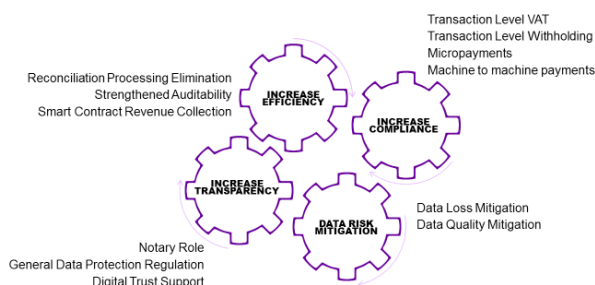 Transaction Level VAT
Transaction Level Withholding
Micropayments
Machine to machine payments
Reconciliation Processing Elimination
Strengthened Auditability
Smart Contract Revenue Collection
INCREASE
EFFICIENCY
INCREASE
COMPLIANCE
INCREASE
TRANSPARENCY
DATA RISK
MITIGATION
Data Loss Mitigation
Data Quality Mitigation
Notary Role
General Data Protection Regulation
Digital Trust Support